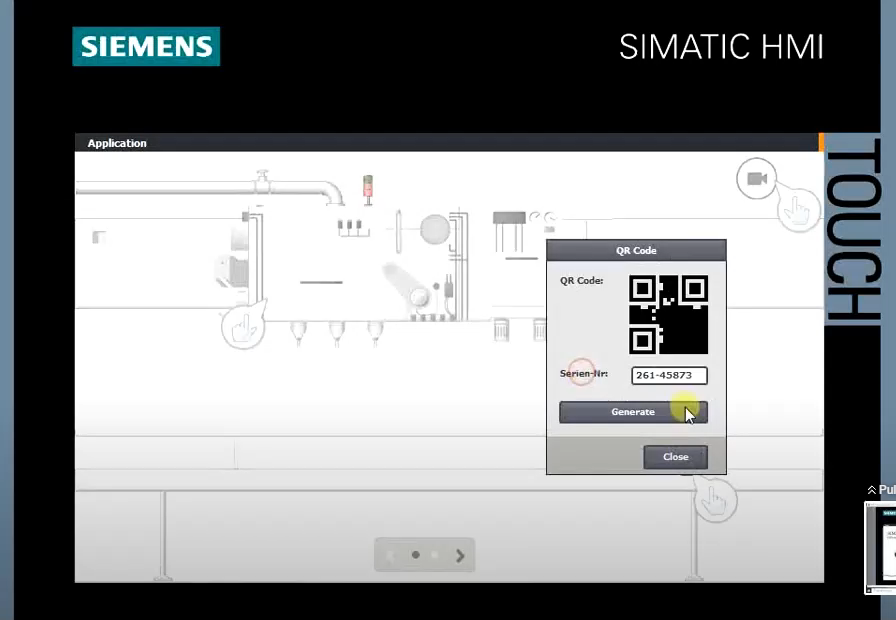 SIEMENS
SIMATIC HMI
Application
TOUCH
QR Code
QR Code:
Serien-Nr:
261-45873
Generate
Close